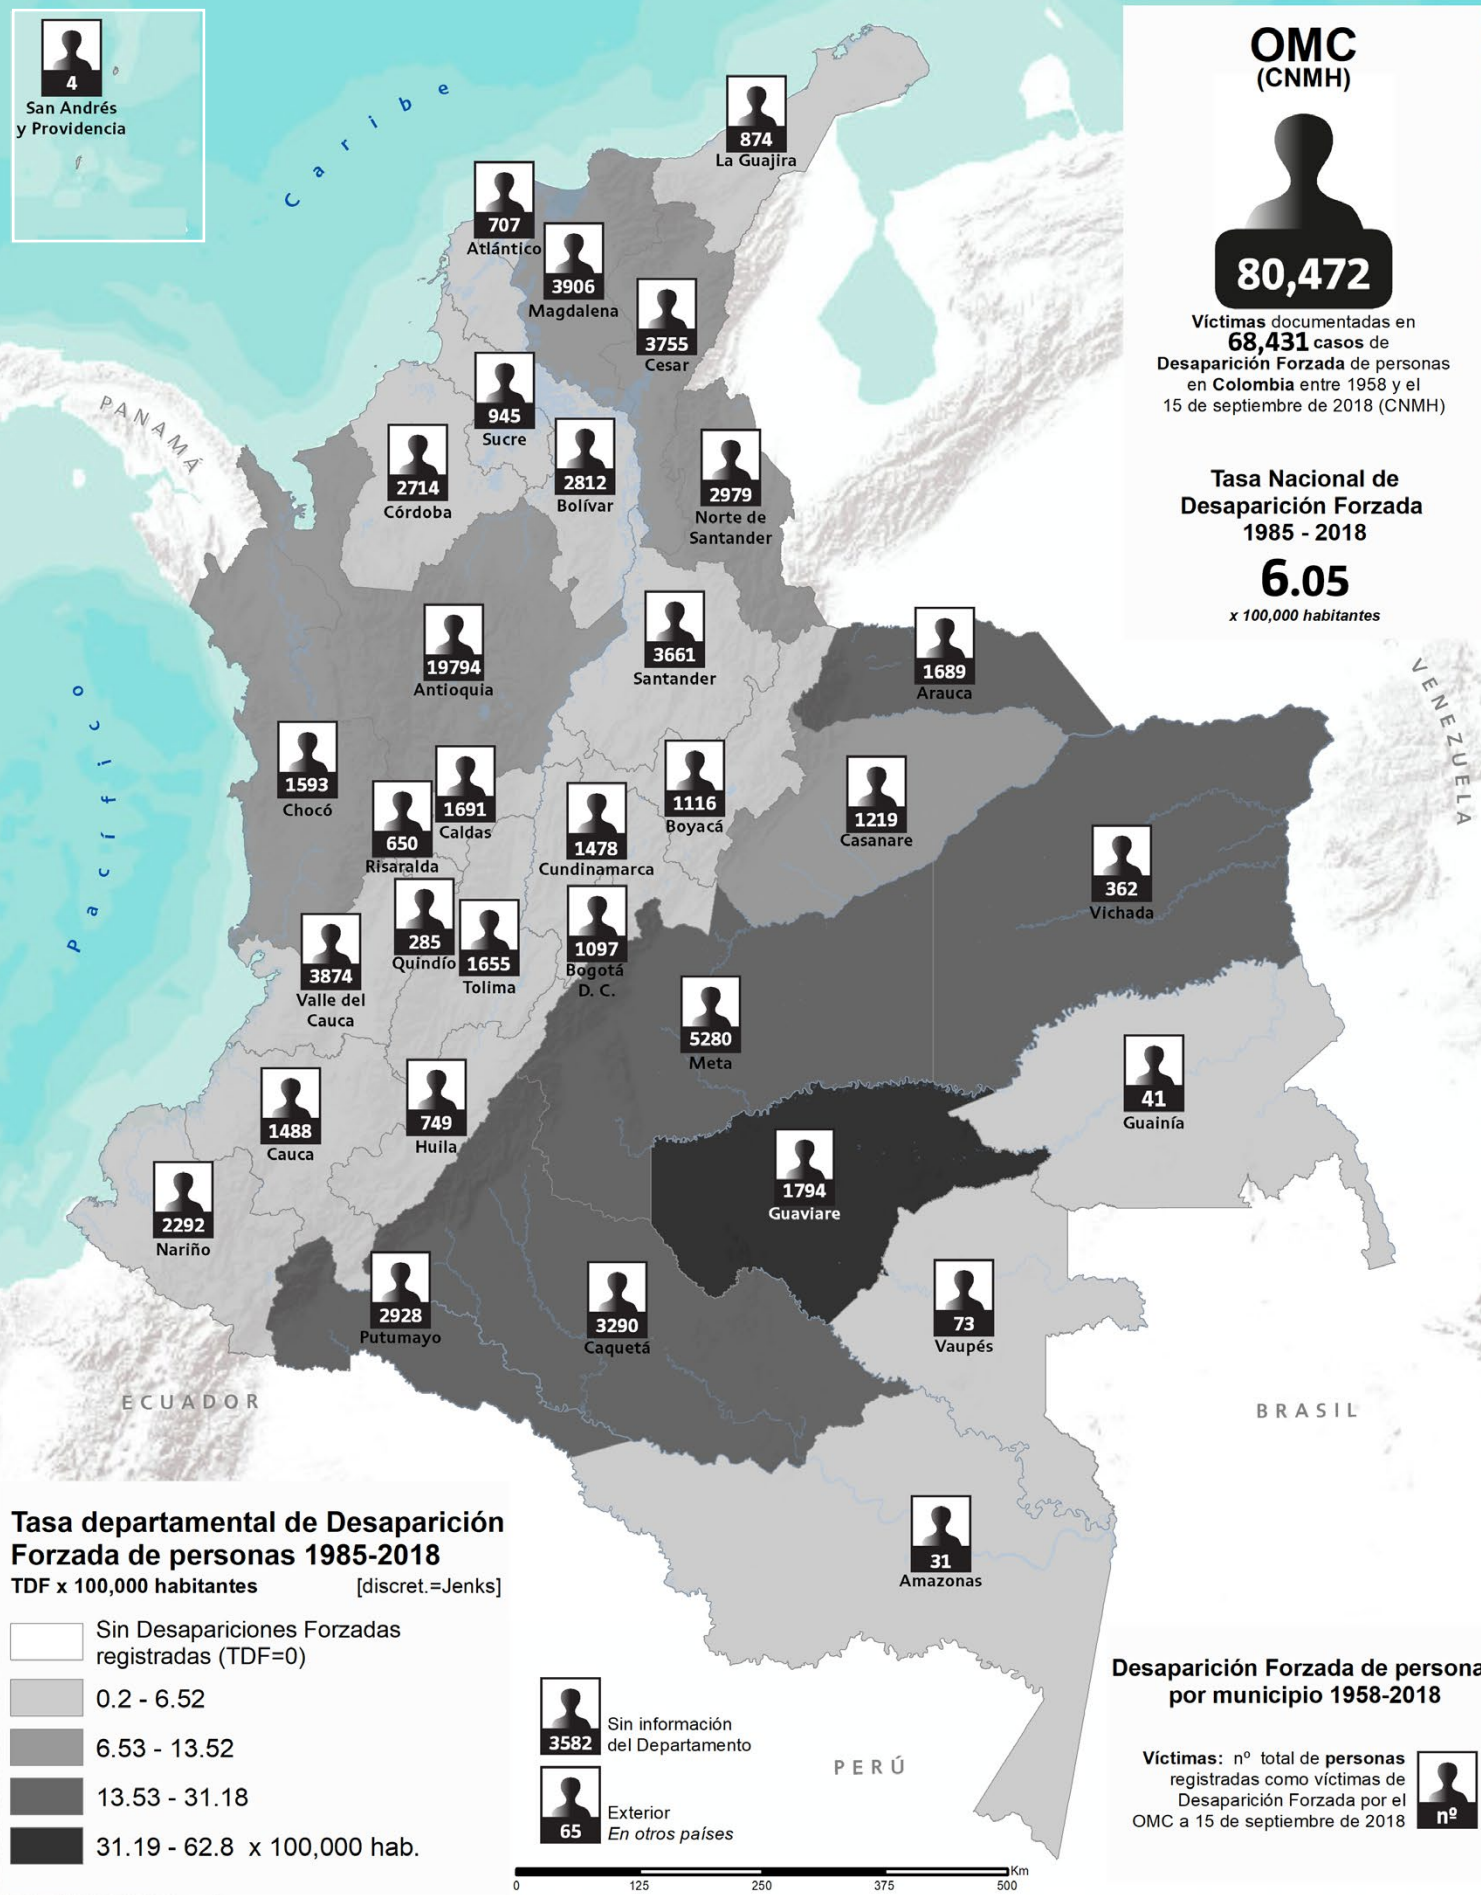 4
San Andrés
y Providencia
C a r i b e
874
La Guajira
707
Atlántico
3906
Magdalena
3755
Cesar
945
Sucre
2714
Córdoba
2812
Bolívar
2979
Norte de
Santander
PANAMÁ
OMC
(CNMH)
80,472
Víctimas documentadas en
68,431 casos de
Desaparición Forzada de personas
en Colombia entre 1958 y el
15 de septiembre de 2018 (CNMH)
Tasa Nacional de
Desaparición Forzada
1985 - 2018
6.05
x 100,000 habitantes
19794
Antioquia
3661
Santander
1689
Arauca
VENEZUELA
P a c í f i c o
1593
Chocó
1691
Caldas
650
Risaralda
1478
Cundinamarca
1116
Boyacá
1219
Casanare
362
Vichada
285
Quindío
1655
Tolima
1097
Bogotá
D. C.
3874
Valle del
Cauca
5280
Meta
41
Guainía
1488
Cauca
749
Huila
1794
Guaviare
2292
Nariño
2928
Putumayo
3290
Caquetá
73
Vaupés
ECUADOR
BRASIL
31
Amazonas
PERÚ
Tasa departamental de Desaparición
Forzada de personas 1985-2018
TDF x 100,000 habitantes [discret.=Jenks]
Sin Desapariciones Forzadas
registradas (TDF=0)
0.2 - 6.52
6.53 - 13.52
13.53 - 31.18
31.19 - 62.8 x 100,000 hab.
3582
Sin información
del Departamento
65
Exterior
En otros países
0 125 250 375 500 Km
Desaparición Forzada de persona
por municipio 1958-2018
Víctimas: nº total de personas
registradas como víctimas de
Desaparición Forzada por el
OMC a 15 de septiembre de 2018
nº